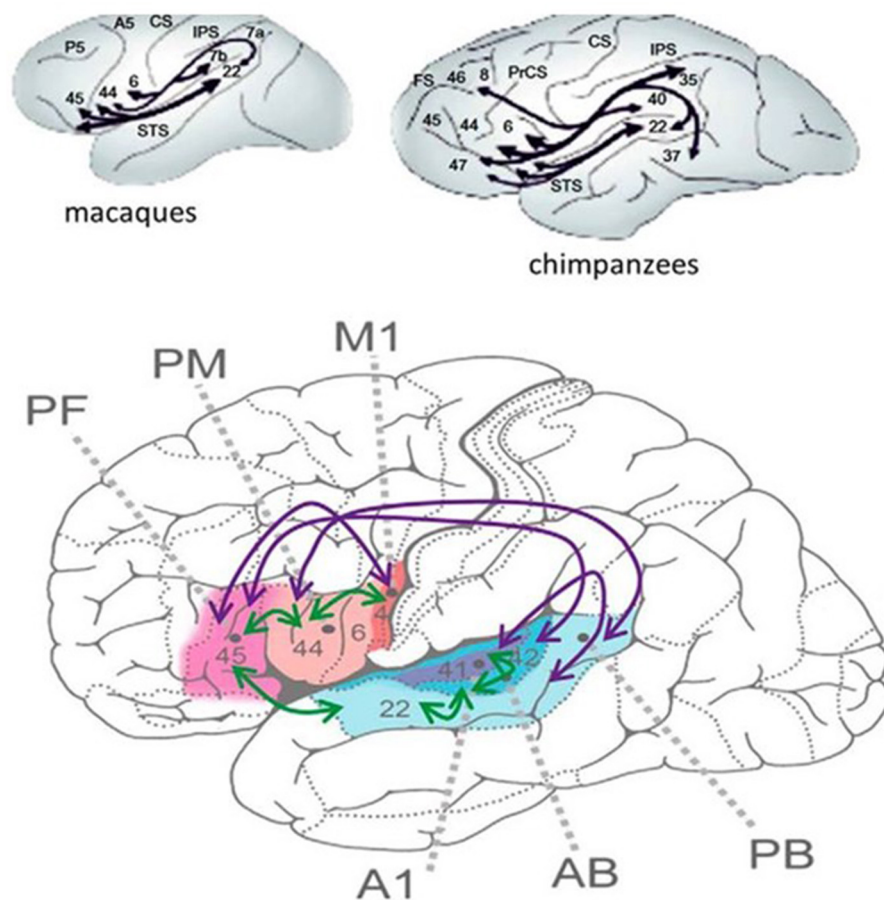 A5 CS
P5 IPS 7a
7b
22
6
45 44
STS
macaques
CS IPS
FS 46 8 PrCS 35
40
45 44 6 22
47 37
STS
chimpanzees
M1
PM
PF
4
6
45 44
41 42
22
A1 AB PB